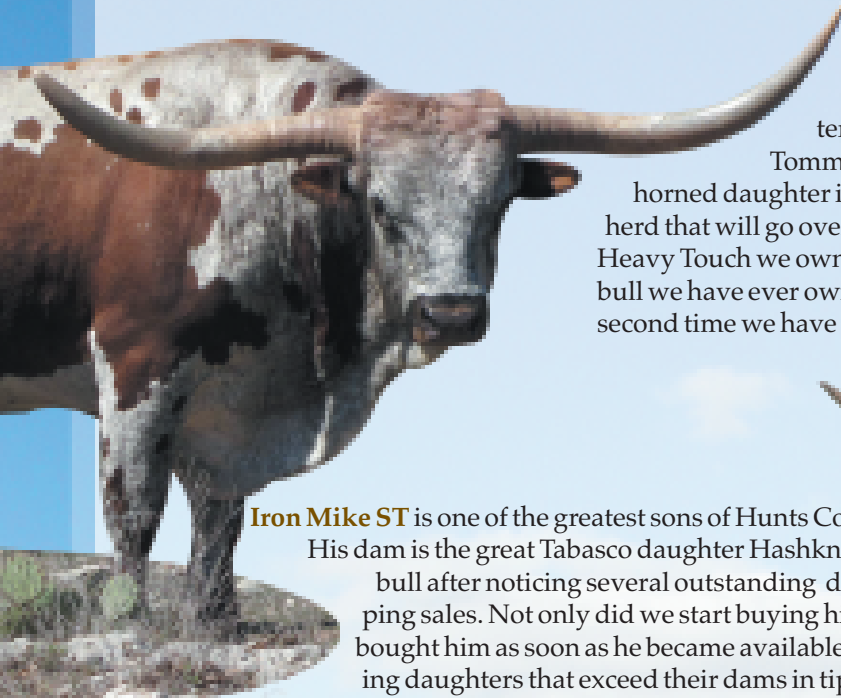 ter
Tomm
horned daughter i
herd that will go ove
Heavy Touch we own
bull we have ever ow
second time we have
Iron Mike ST is one of the greatest sons of Hunts Co
His dam is the great Tabasco daughter Hashkn
bull after noticing several outstanding d
ping sales. Not only did we start buying h
bought him as soon as he became available
ing daughters that exceed their dams in tip